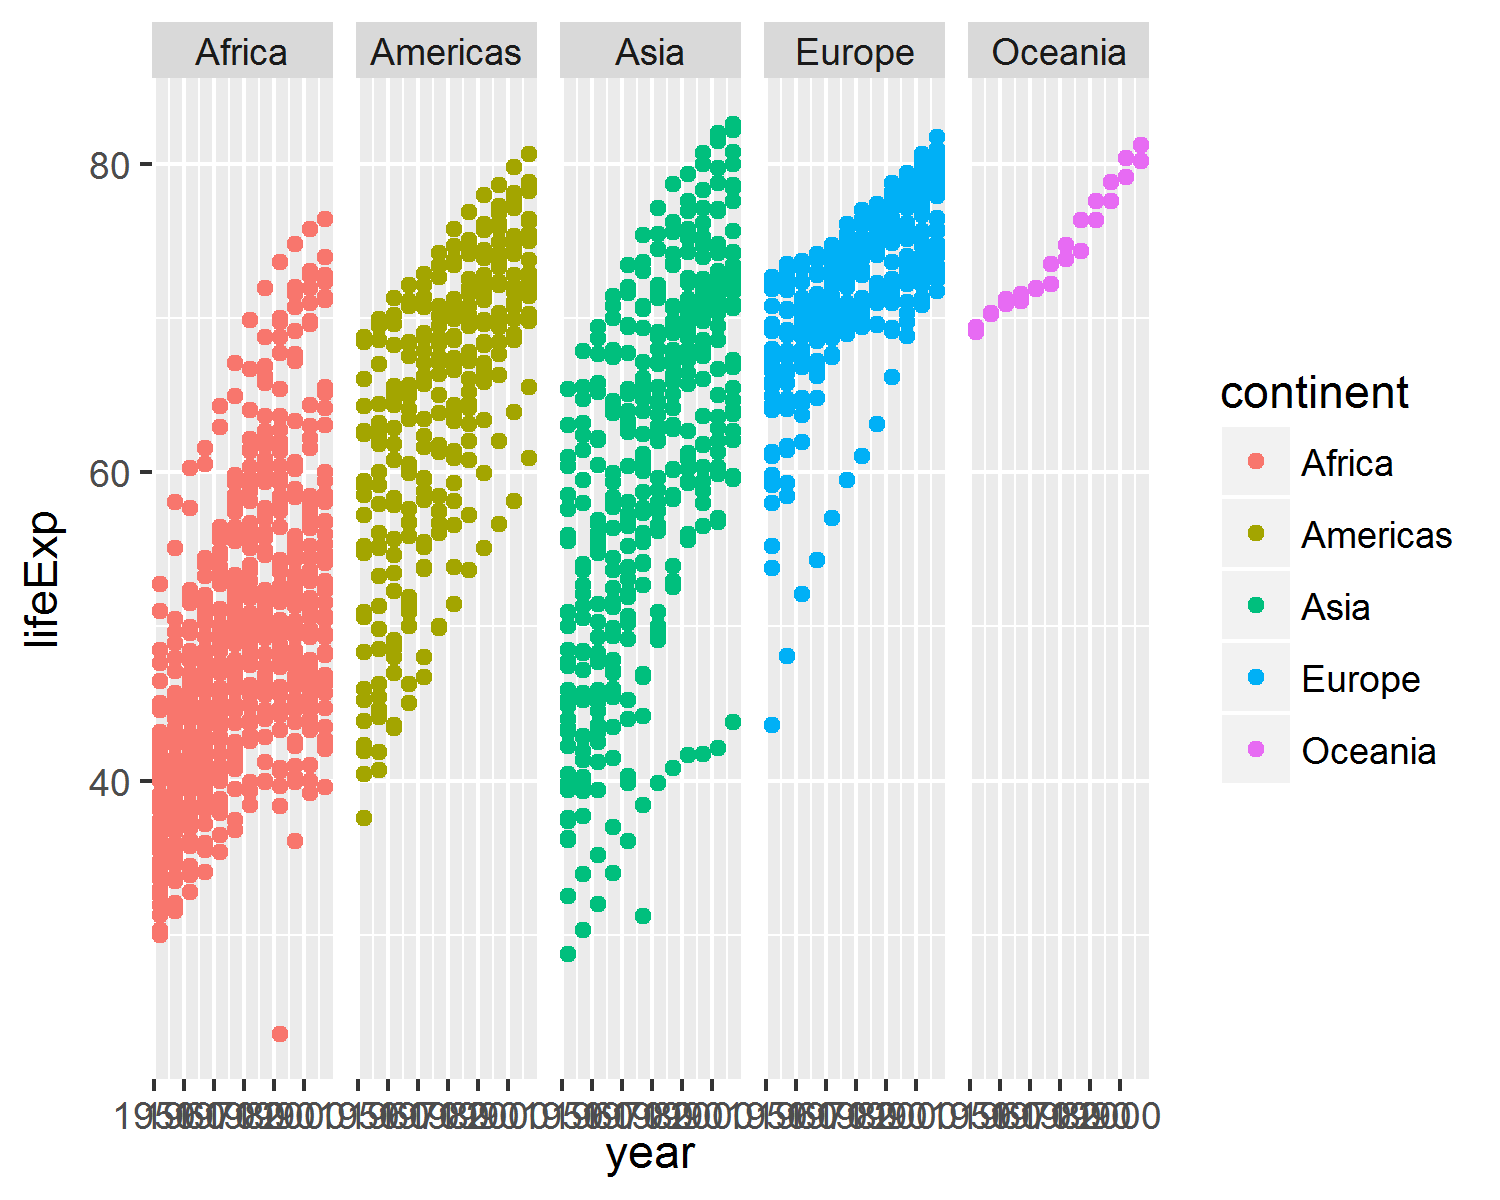 Africa
Americas
Asia
Europe
Oceania
80
60
40
lifeExp
year
continent
Africa
Americas
Asia
Europe
Oceania